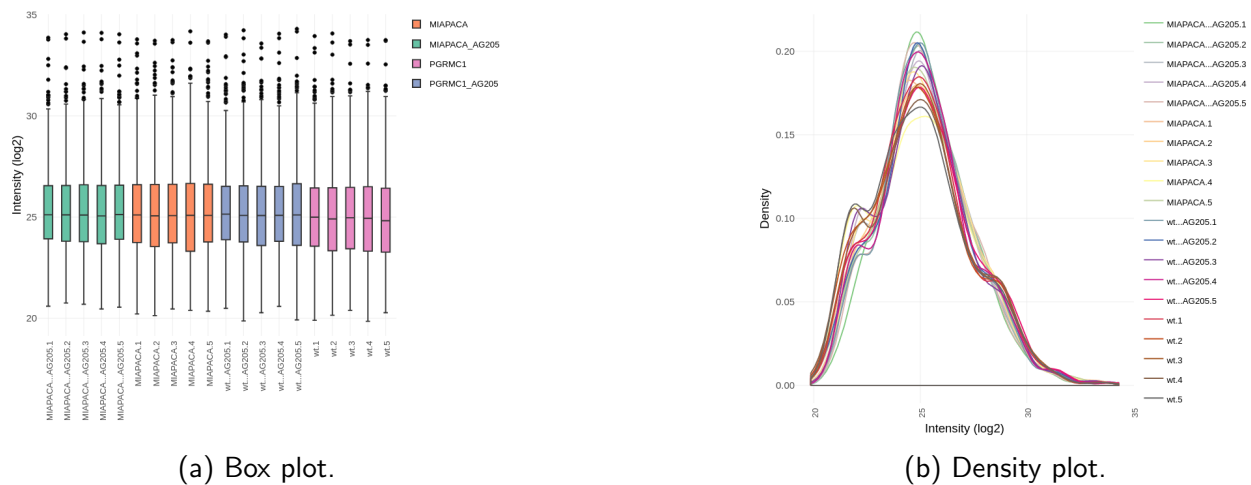 35
30
25
20
Intensity (log2)
MIAPACA...AG205.1
MIAPACA...AG205.2
MIAPACA...AG205.3
MIAPACA...AG205.4
MIAPACA...AG205.5
MIAPACA.1
MIAPACA.2
MIAPACA.3
MIAPACA.4
MIAPACA.5
wt...AG205.1
wt...AG205.2
wt...AG205.3
wt...AG205.4
wt...AG205.5
wt.1
wt.2
wt.3
wt.4
wt.5
MIAPACA
MIAPACA_AG205
PGRMC1
PGRMC1_AG205
(a) Box plot.
0.20
0.15
0.10
0.05
0.00
Density
20
25
30
35
Intensity (log2)
MIAPACA...AG205.1
MIAPACA...AG205.2
MIAPACA...AG205.3
MIAPACA...AG205.4
MIAPACA...AG205.5
MIAPACA.1
MIAPACA.2
MIAPACA.3
MIAPACA.4
MIAPACA.5
wt...AG205.1
wt...AG205.2
wt...AG205.3
wt...AG205.4
wt...AG205.5
wt.1
wt.2
wt.3
wt.4
wt.5
(b) Density plot.